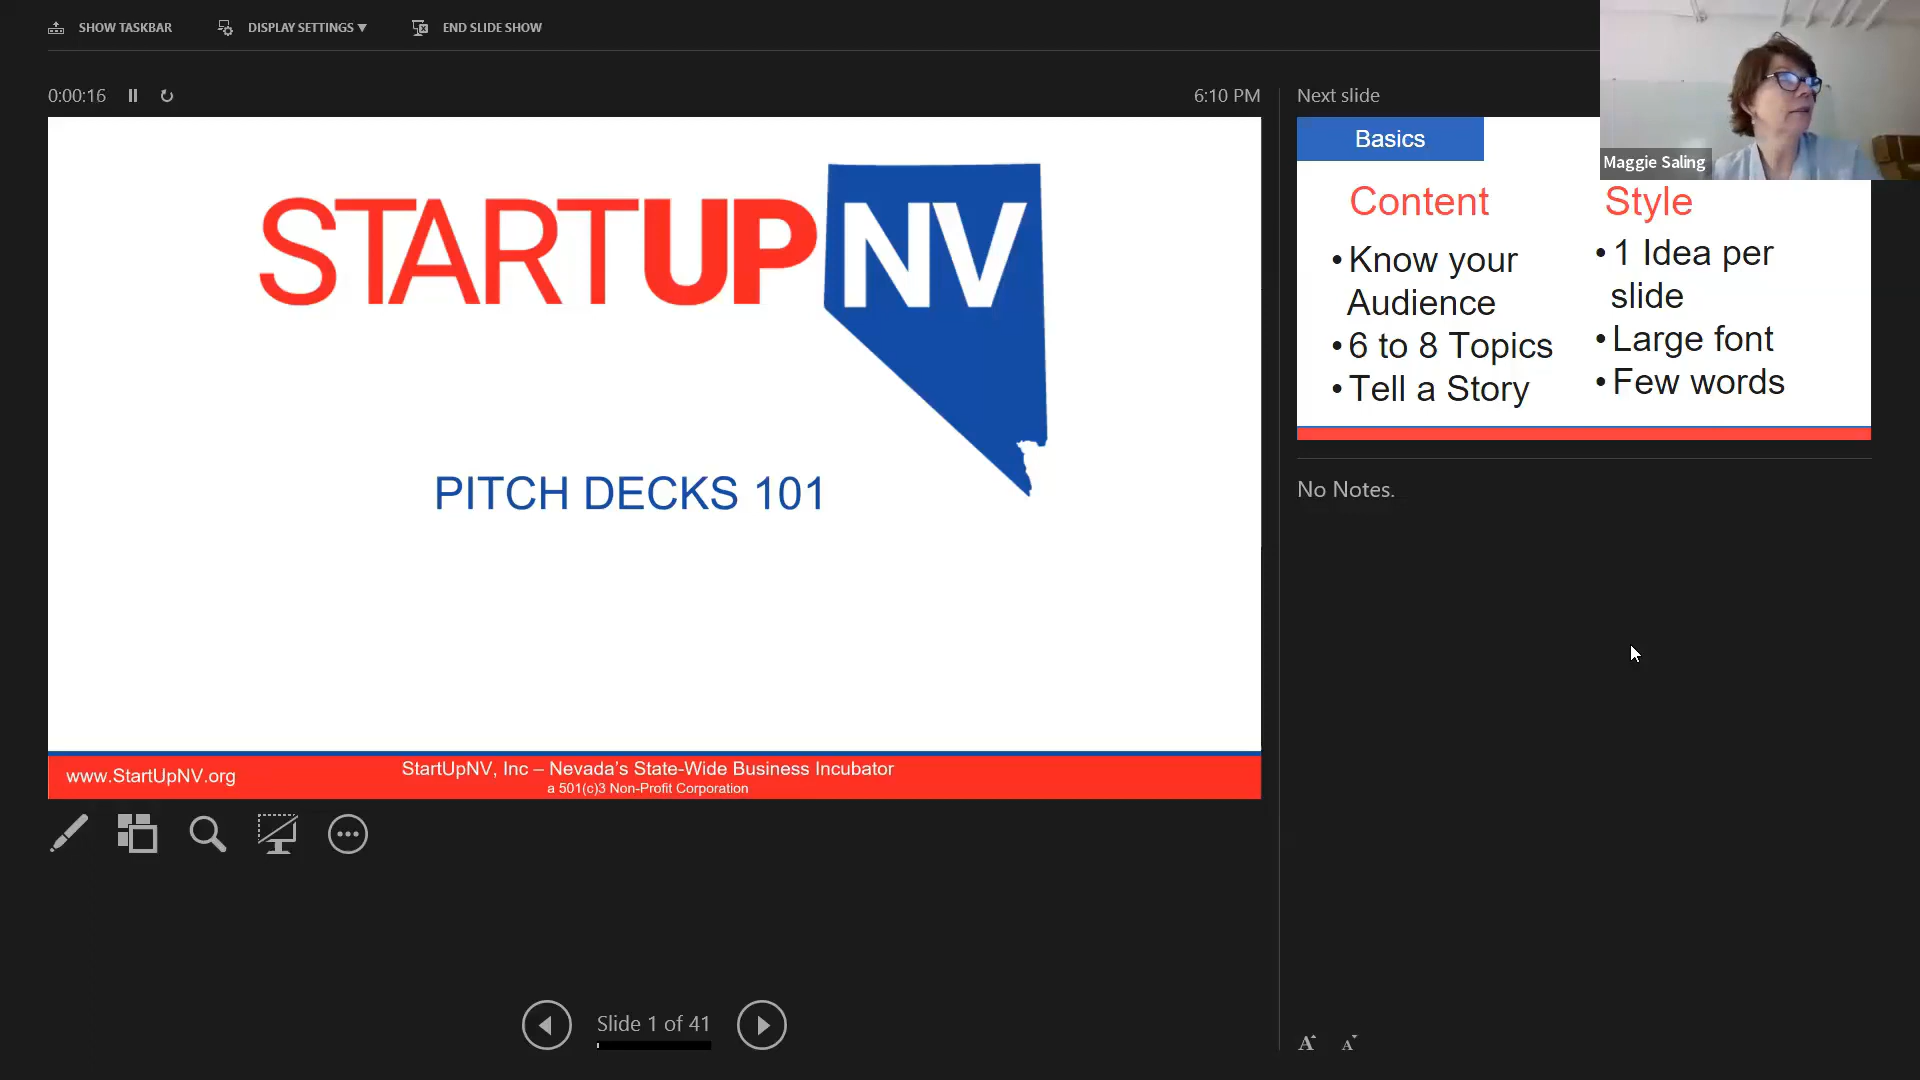 SHOW TASKBAR
DISPLAY SETTINGS ▼
END SLIDE SHOW
0:00:16
6:10 PM
STARTUPNV
PITCH DECKS 101
www.StartUpNV.org
StartUpNV, Inc – Nevada's State-Wide Business Incubator
a 501(c)3 Non-Profit Corporation
Slide 1 of 41
Next slide
Maggie Saling
Basics
Content
• Know your
Audience
• 6 to 8 Topics
• Tell a Story
Style
• 1 Idea per
slide
• Large font
• Few words
No Notes.
A A